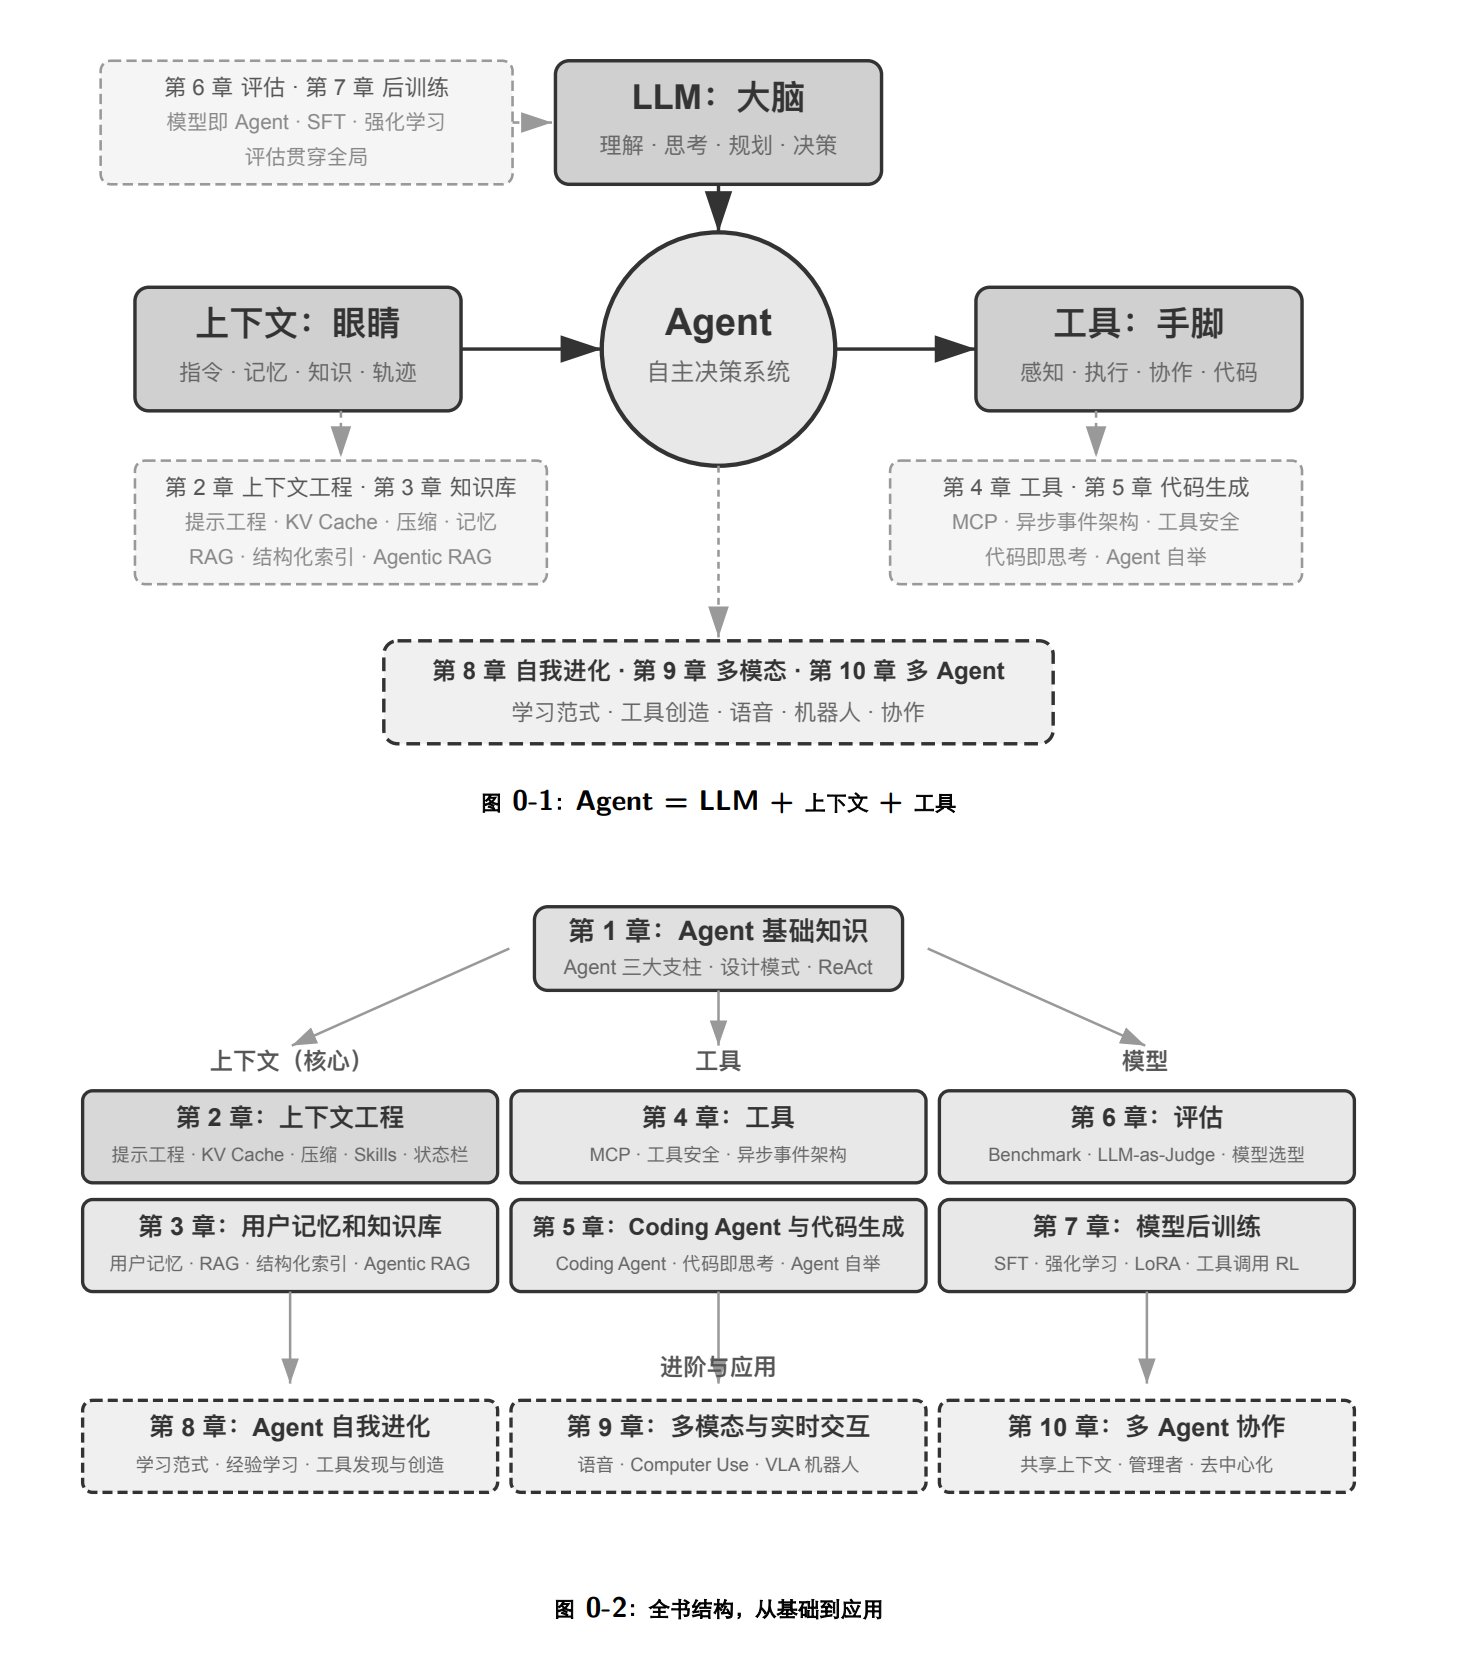 第 6 章 评估 · 第 7 章 后训练
模型即 Agent · SFT · 强化学习
评估贯穿全局
LLM：大脑
理解 · 思考 · 规划 · 决策
上下文：眼睛
指令 · 记忆 · 知识 · 轨迹
Agent
自主决策系统
工具：手脚
感知 · 执行 · 协作 · 代码
第 2 章 上下文工程 · 第 3 章 知识库
提示工程 · KV Cache · 压缩 · 记忆
RAG · 结构化索引 · Agentic RAG
第 4 章 工具 · 第 5 章 代码生成
MCP · 异步事件架构 · 工具安全
代码即思考 · Agent 自举
第 8 章 自我进化 · 第 9 章 多模态 · 第 10 章 多 Agent
学习范式 · 工具创造 · 语音 · 机器人 · 协作
图 0-1: Agent = LLM + 上下文 + 工具
第 1 章：Agent 基础知识
Agent 三大支柱 · 设计模式 · ReAct
上下文（核心）
工具
模型
第 2 章：上下文工程
提示工程 · KV Cache · 压缩 · Skills · 状态栏
第 4 章：工具
MCP · 工具安全 · 异步事件架构
第 6 章：评估
Benchmark · LLM-as-Judge · 模型选型
第 3 章：用户记忆和知识库
用户记忆 · RAG · 结构化索引 · Agentic RAG
第 5 章：Coding Agent 与代码生成
Coding Agent · 代码即思考 · Agent 自举
第 7 章：模型后训练
SFT · 强化学习 · LoRA · 工具调用 RL
进阶与应用
第 8 章：Agent 自我进化
学习范式 · 经验学习 · 工具发现与创造
第 9 章：多模态与实时交互
语音 · Computer Use · VLA 机器人
第 10 章：多 Agent 协作
共享上下文 · 管理者 · 去中心化
图 0-2: 全书结构，从基础到应用